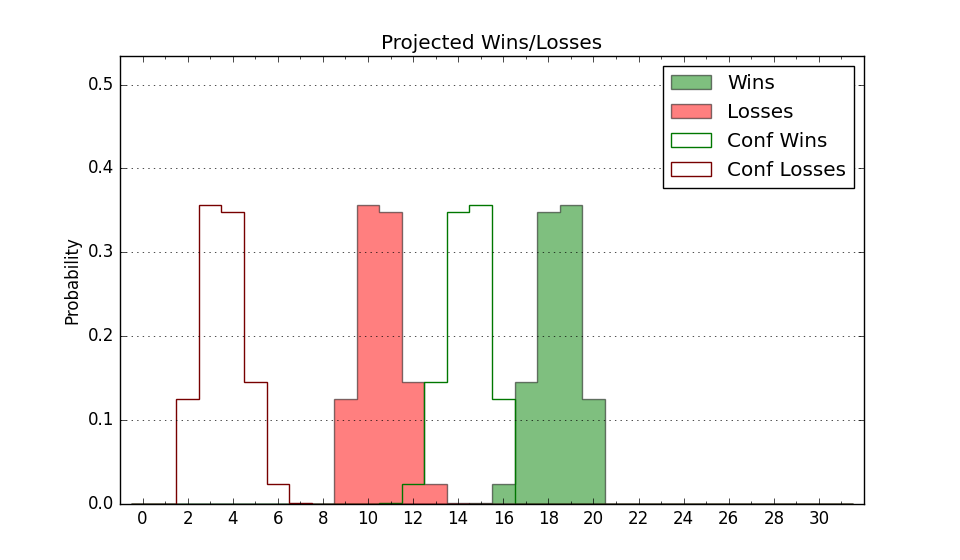 Projected Wins/Losses
Wins
Losses
Conf Wins
Conf Losses
Probability
0.5
0.4
0.3
0.2
0.1
0.0
0 2 4 6 8 10 12 14 16 18 20 22 24 26 28 30